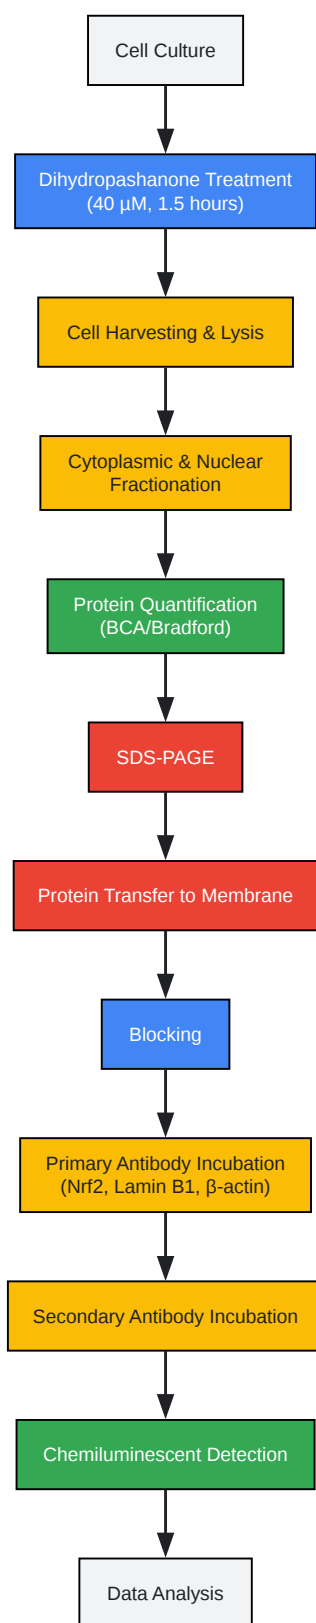 Cell Culture
Dihydropashanone Treatment
(40 µM, 1.5 hours)
Cell Harvesting & Lysis
Cytoplasmic & Nuclear
Fractionation
Protein Quantification
(BCA/Bradford)
SDS-PAGE
Protein Transfer to Membrane
Blocking
Primary Antibody Incubation
(Nrf2, Lamin B1, β-actin)
Secondary Antibody Incubation
Chemiluminescent Detection
Data Analysis